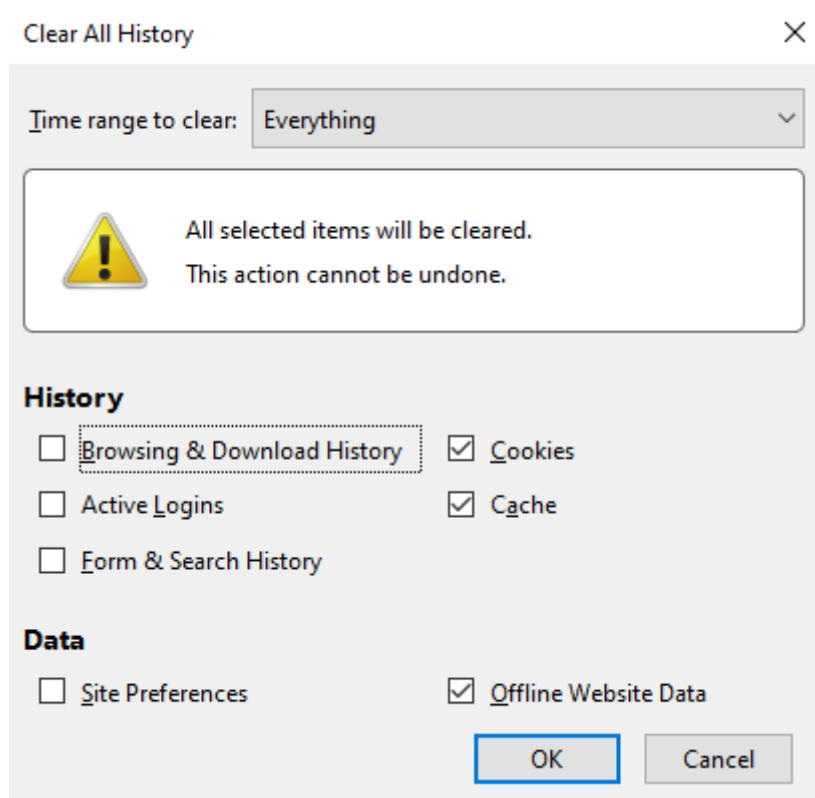 Clear All History
Time range to clear: Everything
All selected items will be cleared.
This action cannot be undone.
History
Browsing & Download History Cookies
Active Logins Cache
Form & Search History
Data
Site Preferences Offline Website Data
OK Cancel